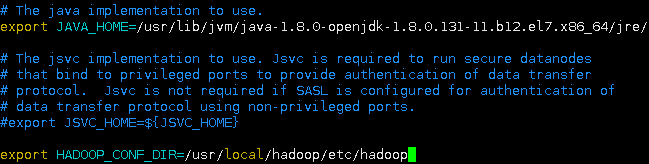 # The java implementation to use.
export JAVA_HOME=/usr/lib/jvm/java-1.8.0-openjdk-1.8.0.131-11.b12.el7.x86_64/jre/
# The jsvc implementation to use. Jsvc is required to run secure datanodes
# that bind to privileged ports to provide authentication of data transfer
# protocol.  Jsvc is not required if SASL is configured for authentication of
# data transfer protocol using non-privileged ports.
#export JSVC_HOME=${JSVC_HOME}
export HADOOP_CONF_DIR=/usr/local/hadoop/etc/hadoop